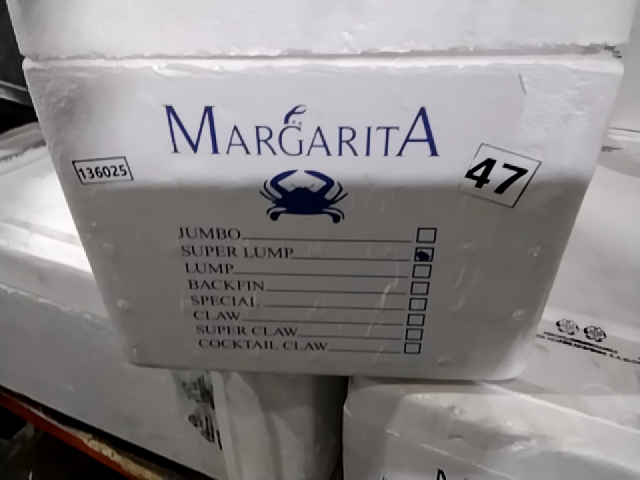 MARGARITA
136025
47
JUMBO
SUPER LUMP
LUMP
BACKFIN
SPECIAL
CLAW
SUPER CLAW
COCKTAIL CLAW